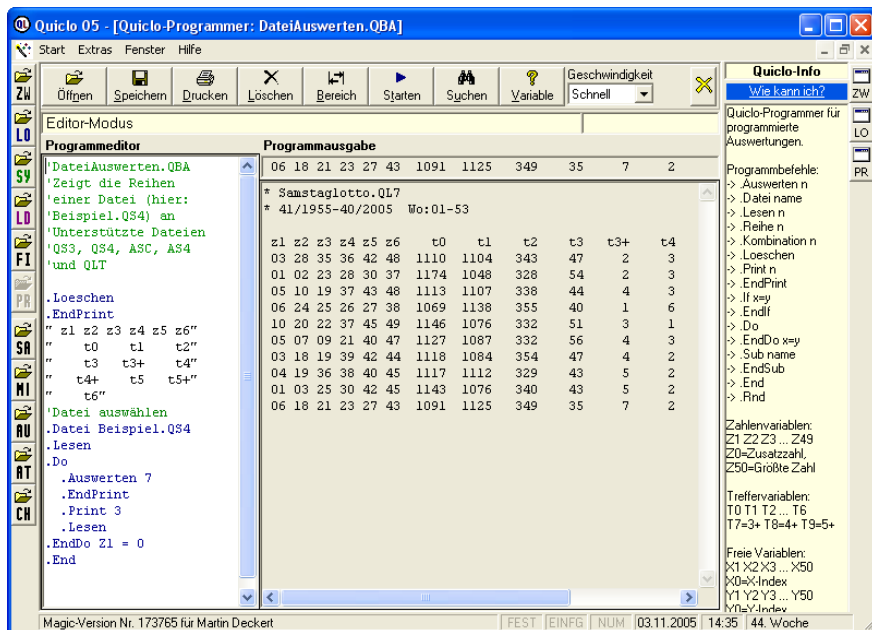 Quiclo 05 - [Quiclo-Programmer: DateiAuswerten.QBA]
Start Extras Fenster Hilfe
Öffnen Speichern Drucken Löschen Bereich Starten Suchen Variable
Geschwindigkeit
Schnell
Editor-Modus
Programmeditor
'DateiAuswerten.QBA
'Zeigt die Reihen
'einer Datei (hier:
'Beispiel.QS4) an
'Unterstützte Dateien
'QS3, QS4, ASC, AS4
'und QLT
.Loeschen
.EndPrint
" z1 z2 z3 z4 z5 z6"
" t0 t1 t2"
" t3 t3+ t4"
" t4+ t5 t5+"
" t6"
'Datei auswählen
.Datei Beispiel.QS4
.Lesen
.Do
.Auswerten 7
.EndPrint
.Print 3
.Lesen
.EndDo Z1 = 0
.End
Programmausgabe
06 18 21 23 27 43 1091 1125 349 35 7 2
* Samstaglotto.QL7
* 41/1955-40/2005 Wo:01-53
z1 z2 z3 z4 z5 z6 t0 t1 t2 t3 t3+ t4
03 28 35 36 42 48 1110 1104 343 47 2 3
01 02 23 28 30 37 1174 1048 328 54 2 3
05 10 19 37 43 48 1113 1107 338 44 4 3
06 24 25 26 27 38 1069 1138 355 40 1 6
10 20 22 37 45 49 1146 1076 332 51 3 1
05 07 09 21 40 47 1127 1087 332 56 4 3
03 18 19 39 42 44 1118 1084 354 47 4 2
04 19 36 38 40 45 1117 1112 329 43 5 2
01 03 25 30 42 45 1143 1076 340 43 5 2
06 18 21 23 27 43 1091 1125 349 35 7 2
Quiclo-Info
Wie kann ich?
Quiclo-Programmer für
programmierte
Auswertungen.
Programmbefehle:
-> .Auswerten n
-> .Datei name
-> .Lesen n
-> .Reihe n
-> .Kombination n
-> .Loeschen
-> .Print n
-> .EndPrint
-> .If x=y
-> .EndIf
-> .Do
-> .EndDo x=y
-> .Sub name
-> .EndSub
-> .End
-> .Rnd
Zahlenvariablen:
Z1 Z2 Z3 ... Z49
Z0=Zusatzzahl,
Z50=Größte Zahl
Treffervariablen:
T0 T1 T2 ... T6
T7=3+ T8=4+ T9=5+
Freie Variablen:
X1 X2 X3 ... X50
X0=X-Index
Y1 Y2 Y3 ... Y50
Y0=Y-Index
ZW
LO
SY
LD
FI
PR
SA
MI
AU
AT
CH
ZW
LO
PR
Magic-Version Nr. 173765 für Martin Deckert
FEST EINFG NUM 03.11.2005 14:35 44. Woche